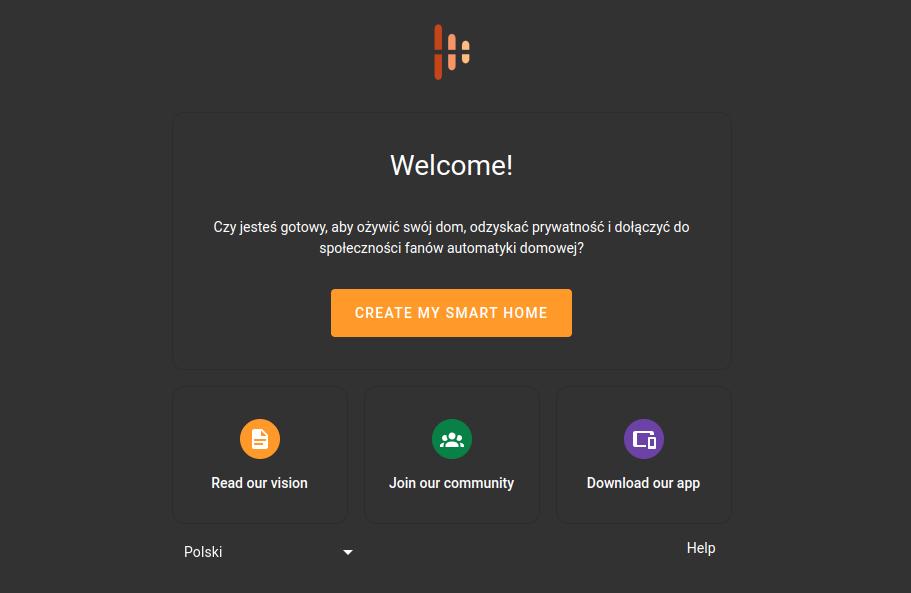 Welcome!
Czy jesteś gotowy, aby ożywić swój dom, odzyskać prywatność i dołączyć do
społeczności fanów automatyki domowej?
CREATE MY SMART HOME
Read our vision
Join our community
Download our app
Polski
Help